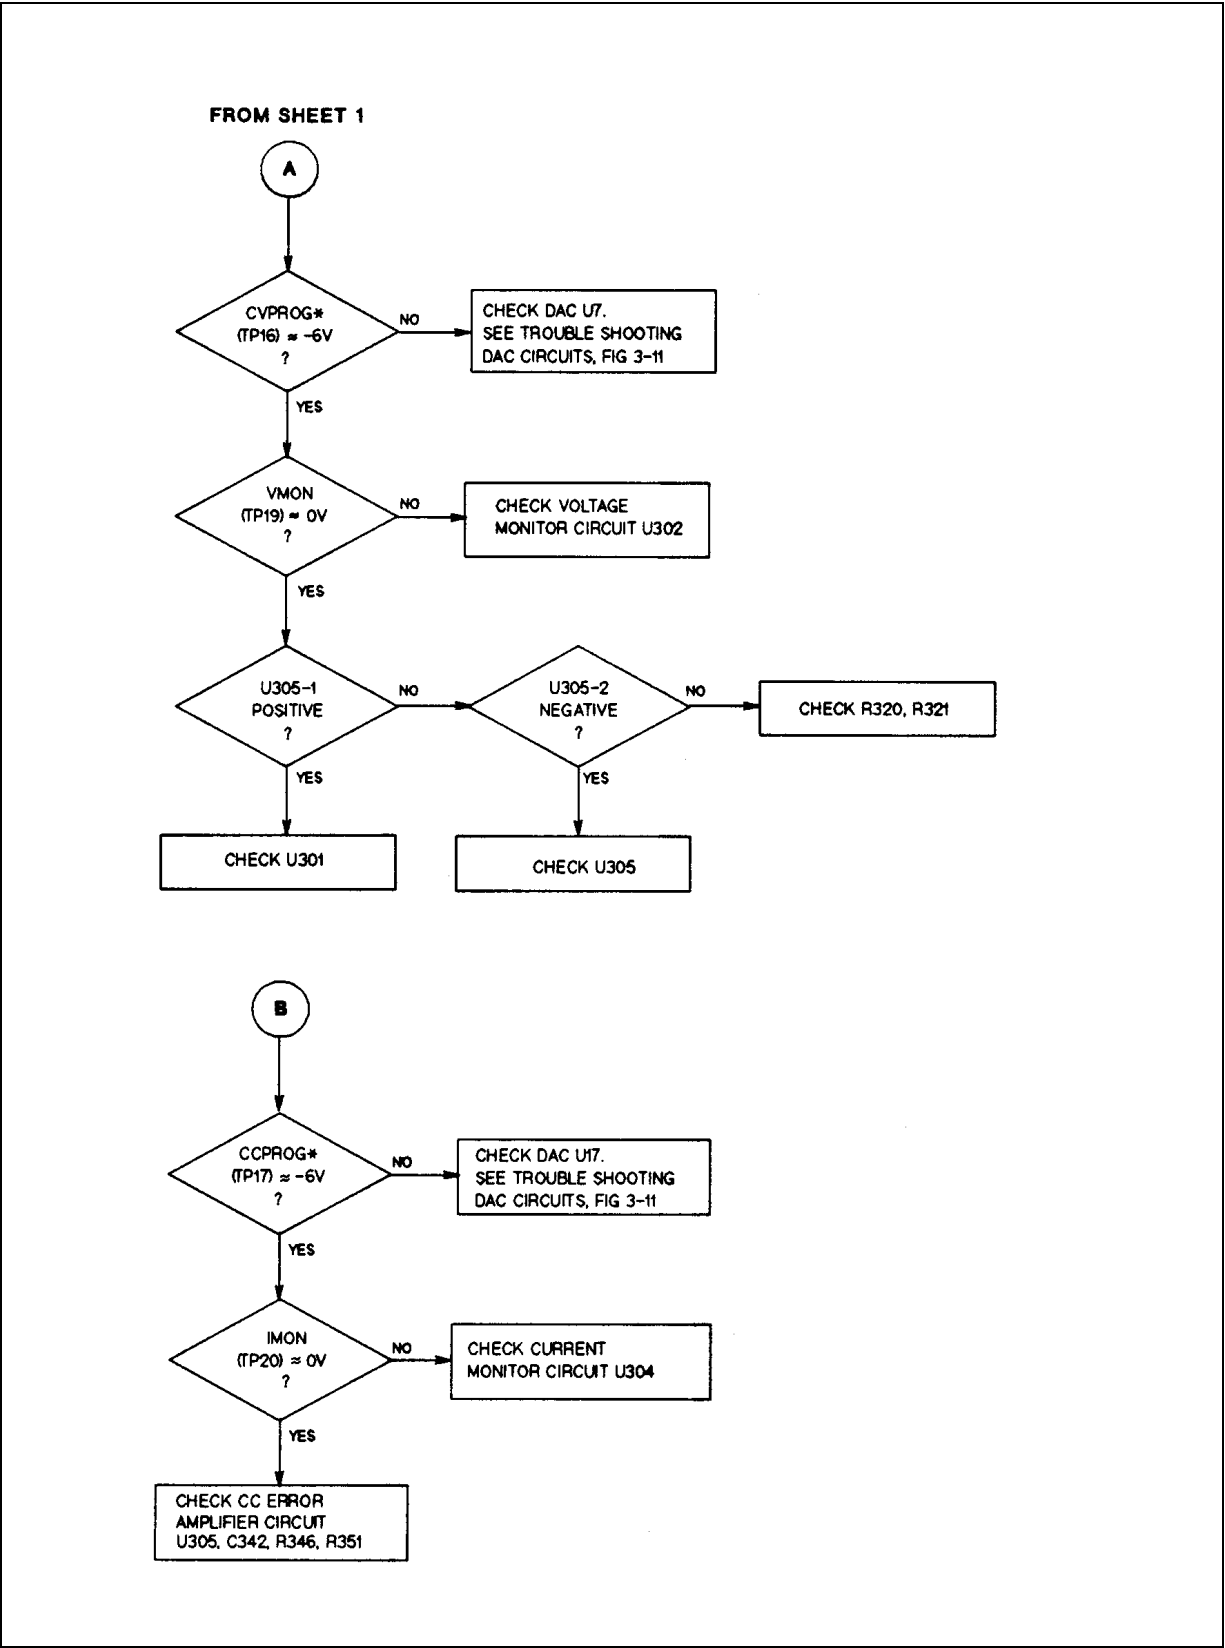 FROM SHEET 1
A
CVPROG*
(TP16) ≈ -6V
?
NO
CHECK DAC U7.
SEE TROUBLE SHOOTING
DAC CIRCUITS, FIG 3-11
YES
VMON
(TP19) ≈ 0V
?
NO
CHECK VOLTAGE
MONITOR CIRCUIT U302
YES
U305-1
POSITIVE
?
NO
U305-2
NEGATIVE
?
NO
CHECK R320, R321
YES
YES
CHECK U301
CHECK U305
B
CCPROG*
(TP17) ≈ -6V
?
NO
CHECK DAC U17.
SEE TROUBLE SHOOTING
DAC CIRCUITS, FIG 3-11
YES
IMON
(TP20) ≈ 0V
?
NO
CHECK CURRENT
MONITOR CIRCUIT U304
YES
CHECK CC ERROR
AMPLIFIER CIRCUIT
U305, C342, R346, R351